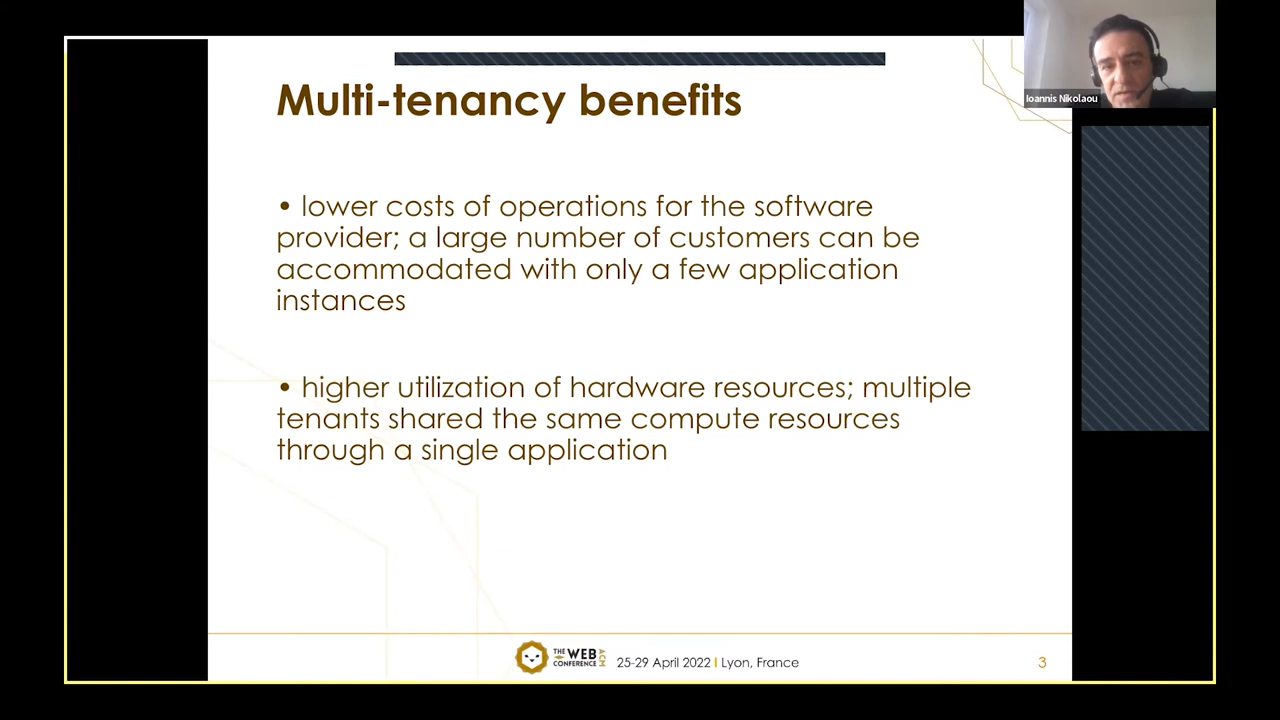 Ioannis Nikolaou
Multi-tenancy benefits
• lower costs of operations for the software
provider; a large number of customers can be
accommodated with only a few application
instances
• higher utilization of hardware resources; multiple
tenants shared the same compute resources
through a single application
THE WEB
CONFERENCE
ACM
25-29 April 2022 I Lyon, France
3